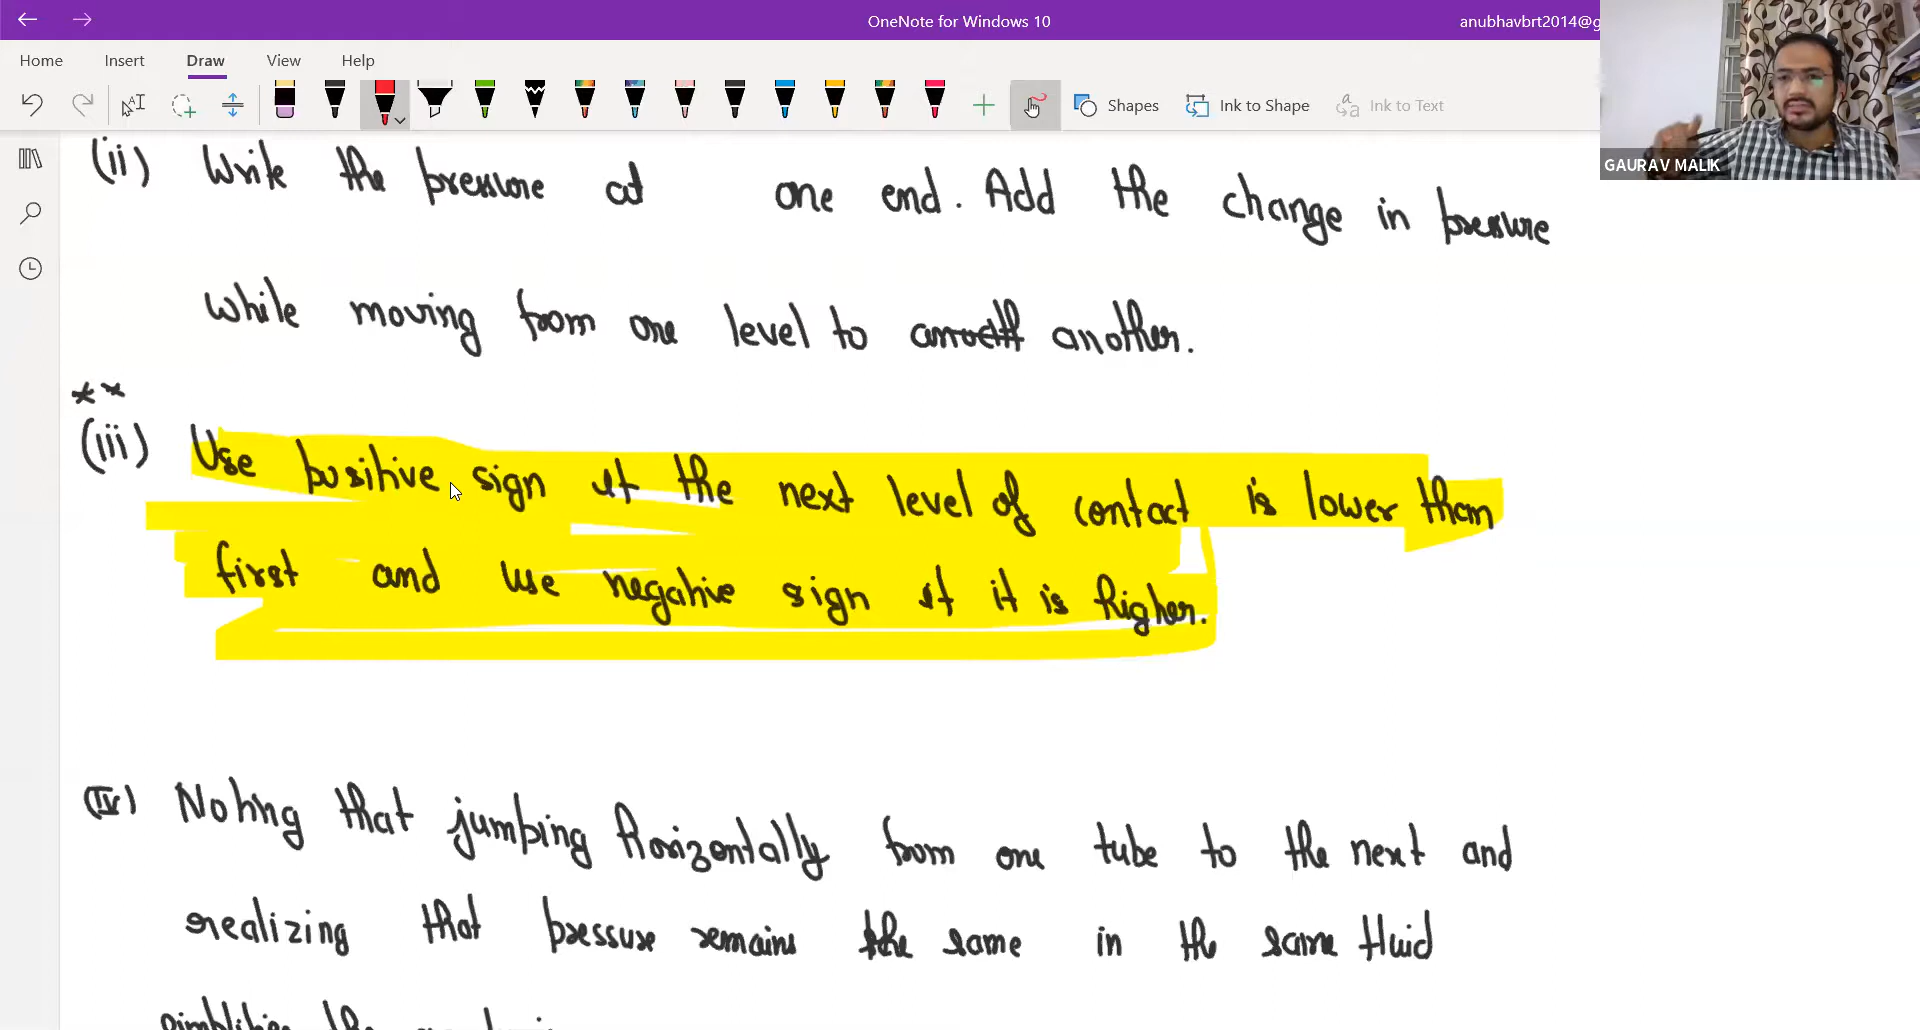 OneNote for Windows 10
anubhavbrt2014@g
Home Insert Draw View Help
Shapes Ink to Shape Ink to Text
GAURAV MALIK
(ii) Write the pressure at one end. Add the change in pressure
while moving from one level to another.
**
(iii) Use positive sign if the next level of contact is lower than
first and use negative sign if it is higher.
(iv) Noting that jumping horizontally from one tube to the next and
realizing that pressure remains the same in the same fluid
simplifies the